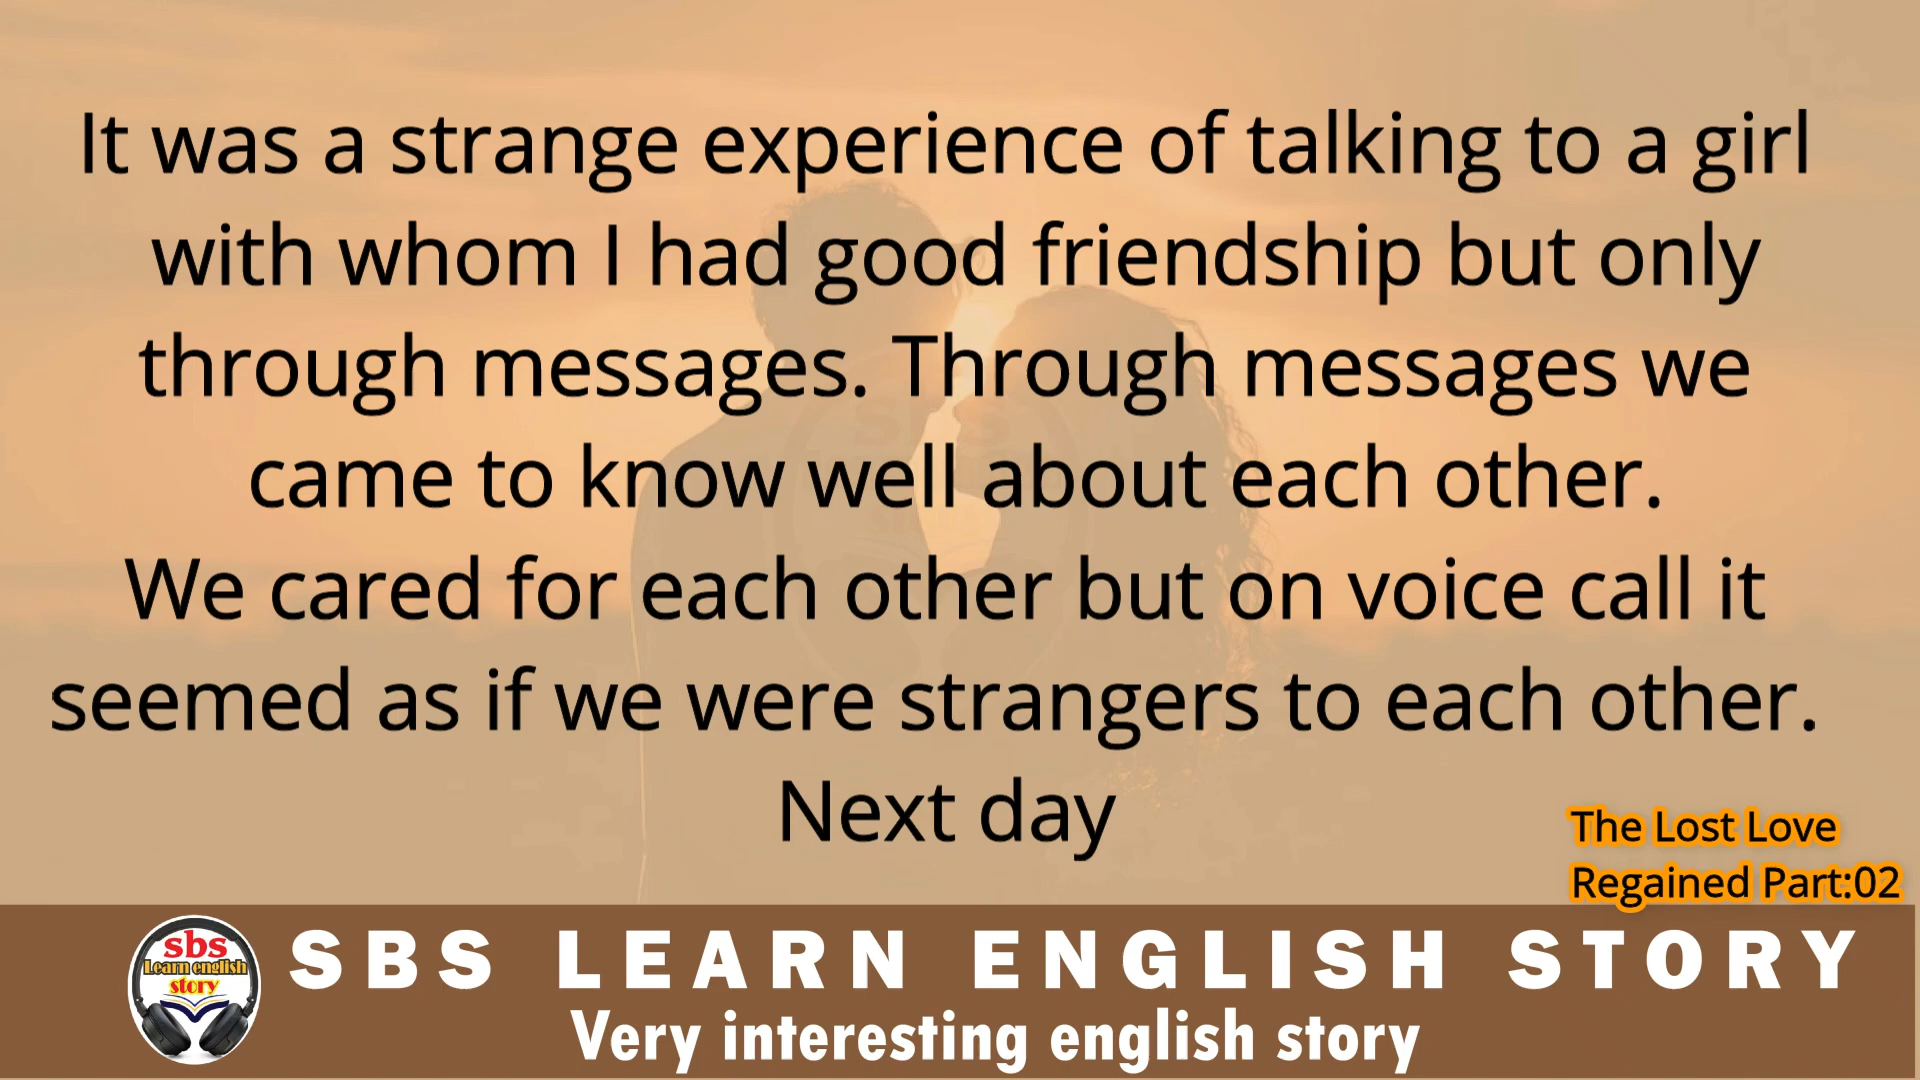 It was a strange experience of talking to a girl
with whom I had good friendship but only
through messages. Through messages we
came to know well about each other.
We cared for each other but on voice call it
seemed as if we were strangers to each other.
Next day
The Lost Love
Regained Part:02
sbs
Learn english
story
SBS LEARN ENGLISH STORY
Very interesting english story